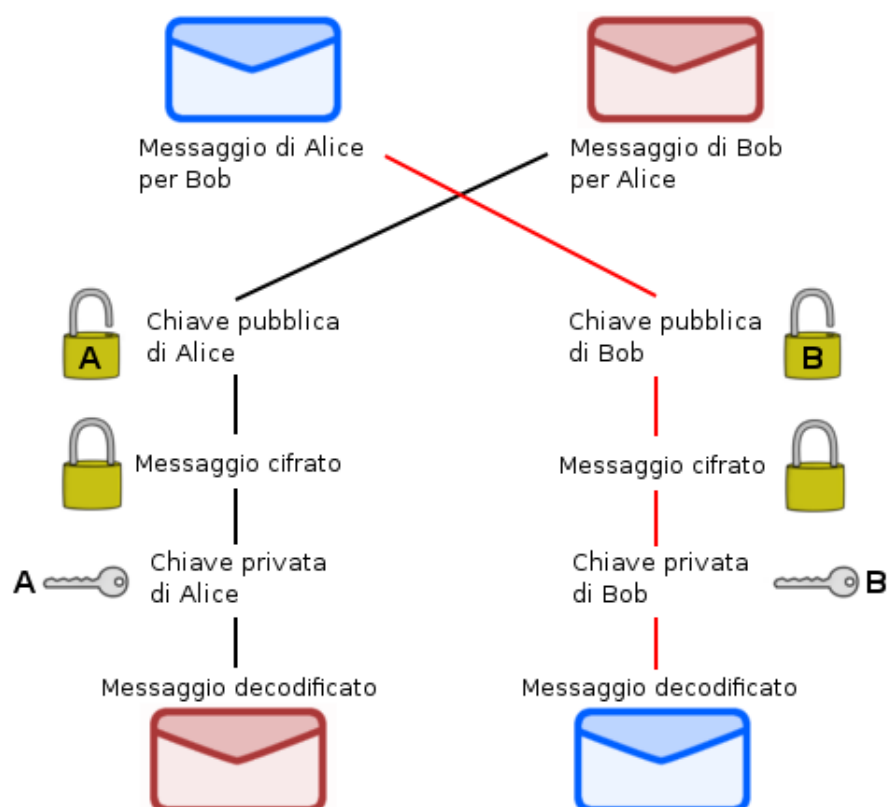 Messaggio di Alice
per Bob
Messaggio di Bob
per Alice
A
Chiave pubblica
di Alice
Chiave pubblica
di Bob
B
Messaggio cifrato
Messaggio cifrato
A
Chiave privata
di Alice
Chiave privata
di Bob
B
Messaggio decodificato
Messaggio decodificato